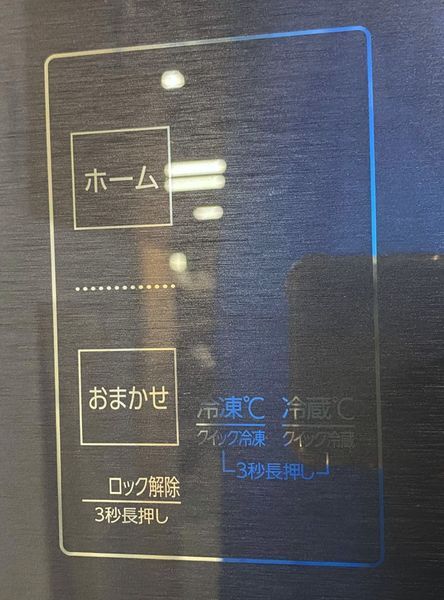 ホーム
おまかせ
冷凍℃ 冷蔵℃
クイック冷凍 クイック冷蔵
3秒長押し
ロック解除
3秒長押し